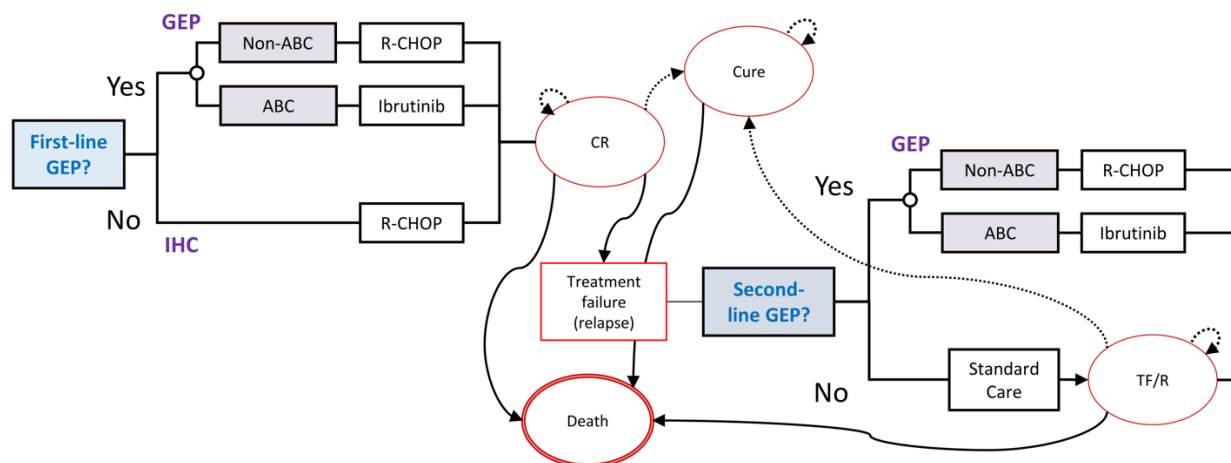 GEP
Non-ABC
R-CHOP
Yes
ABC
Ibrutinib
First-line
GEP?
No
IHC
R-CHOP
CR
Cure
Treatment
failure
(relapse)
Death
Second-
line GEP?
GEP
Yes
Non-ABC
R-CHOP
ABC
Ibrutinib
No
Standard
Care
TF/R